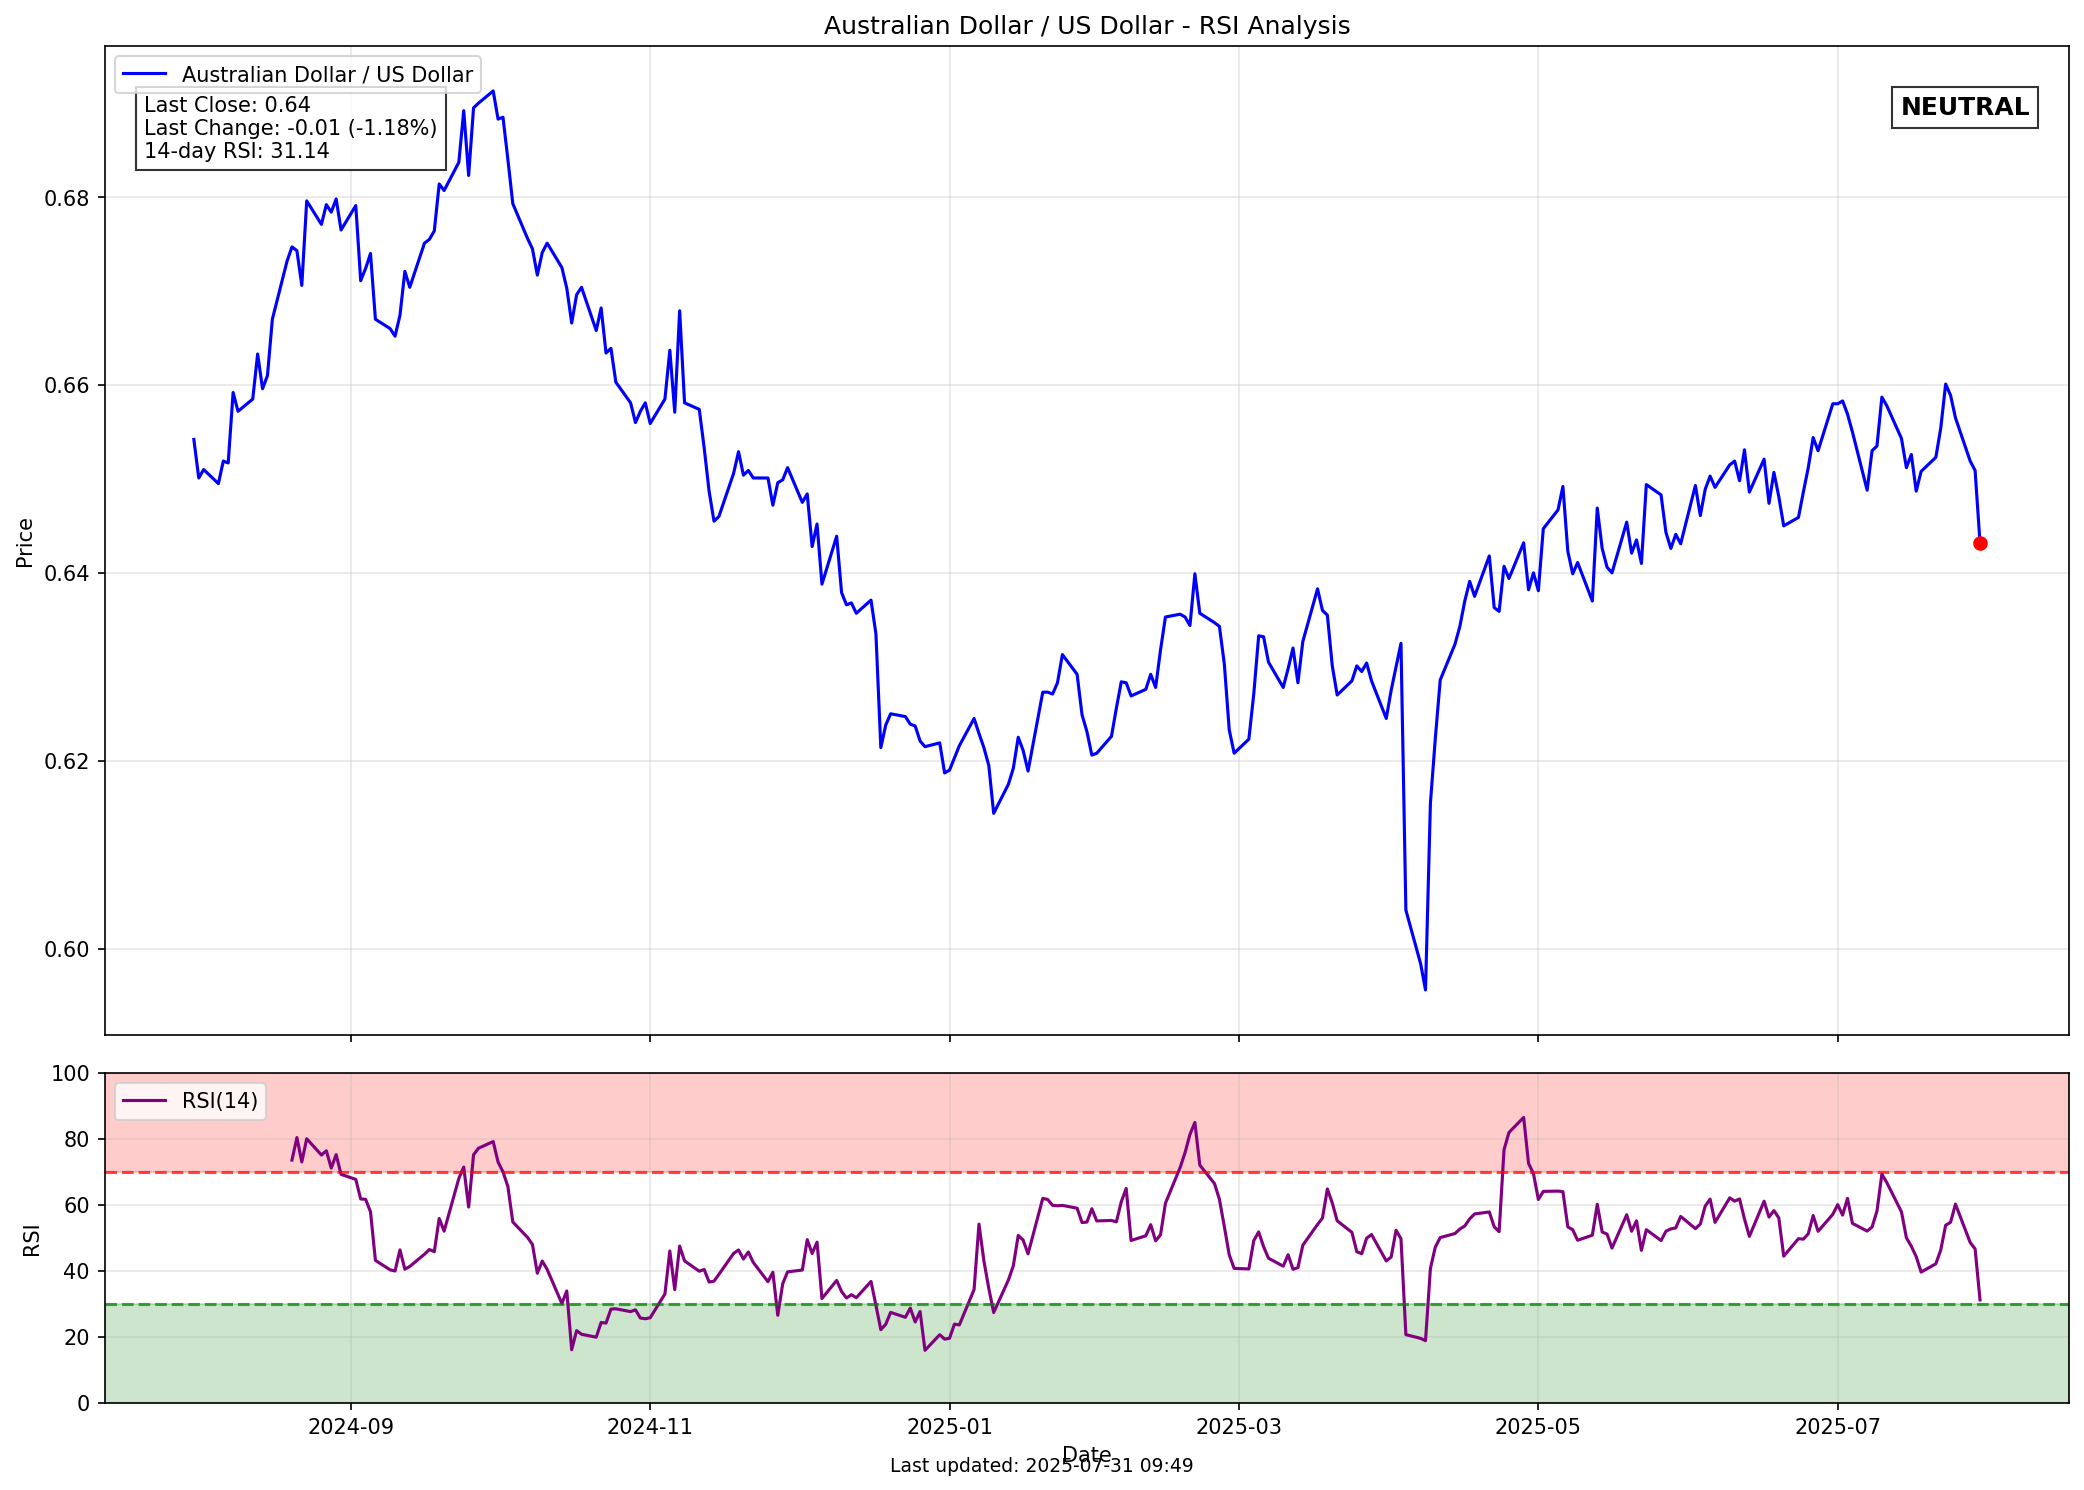 Australian Dollar / US Dollar - RSI Analysis
Australian Dollar / US Dollar
Last Close: 0.64
Last Change: -0.01 (-1.18%)
14-day RSI: 31.14
NEUTRAL
Price
0.68
0.66
0.64
0.62
0.60
RSI(14)
RSI
100
80
60
40
20
0
2024-09
2024-11
2025-01
2025-03
2025-05
2025-07
Date
Last updated: 2025-07-31 09:49